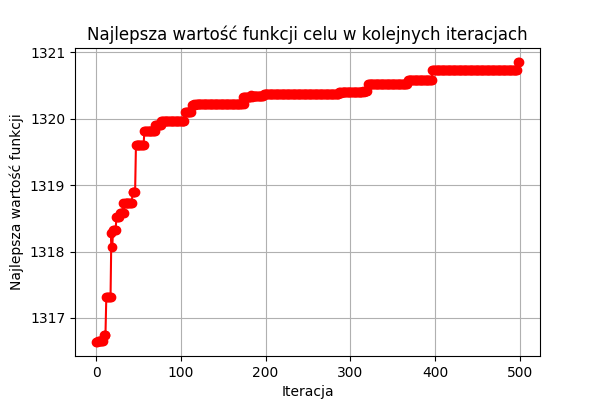 Najlepsza wartość funkcji celu w kolejnych iteracjach
Najlepsza wartość funkcji
1321
1320
1319
1318
1317
0 100 200 300 400 500
Iteracja